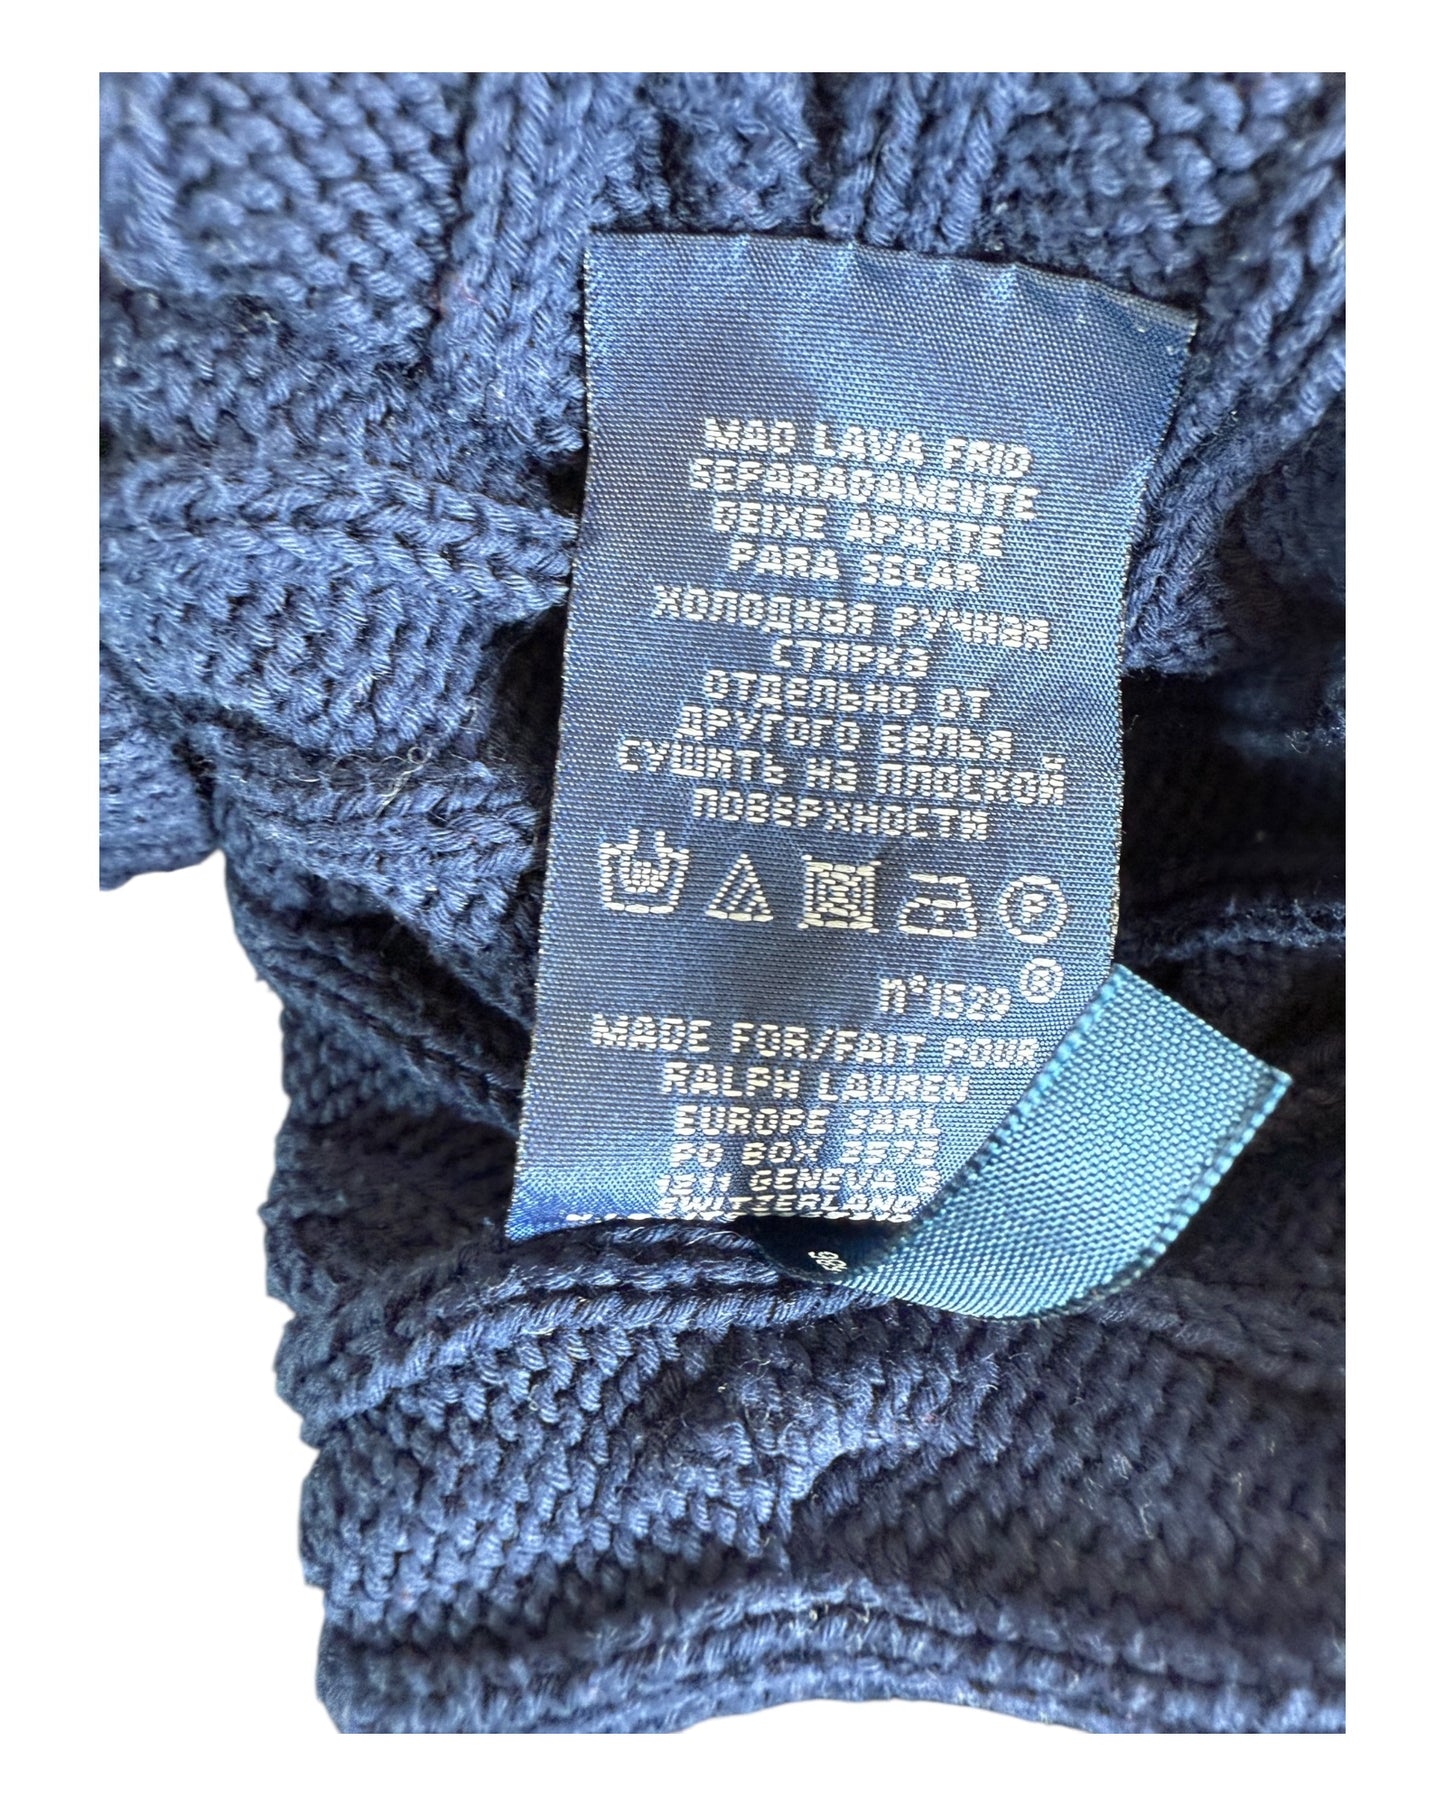 MAO LAVA FRIO
SEPARADAMENTE
DEIXE APARTE
PARA SECAR
ХОЛОДНАЯ РУЧНАЯ
СТИРКА
ОТДЕЛЬНО ОТ
ДРУГОГО БЕЛЬЯ
СУШИТЬ НА ПЛОСКОЙ
ПОВЕРХНОСТИ
P
n°1529 ®
MADE FOR/FAIT POUR
RALPH LAUREN
EUROPE SARL
PO BOX
GENEVA
SWITZERLAND